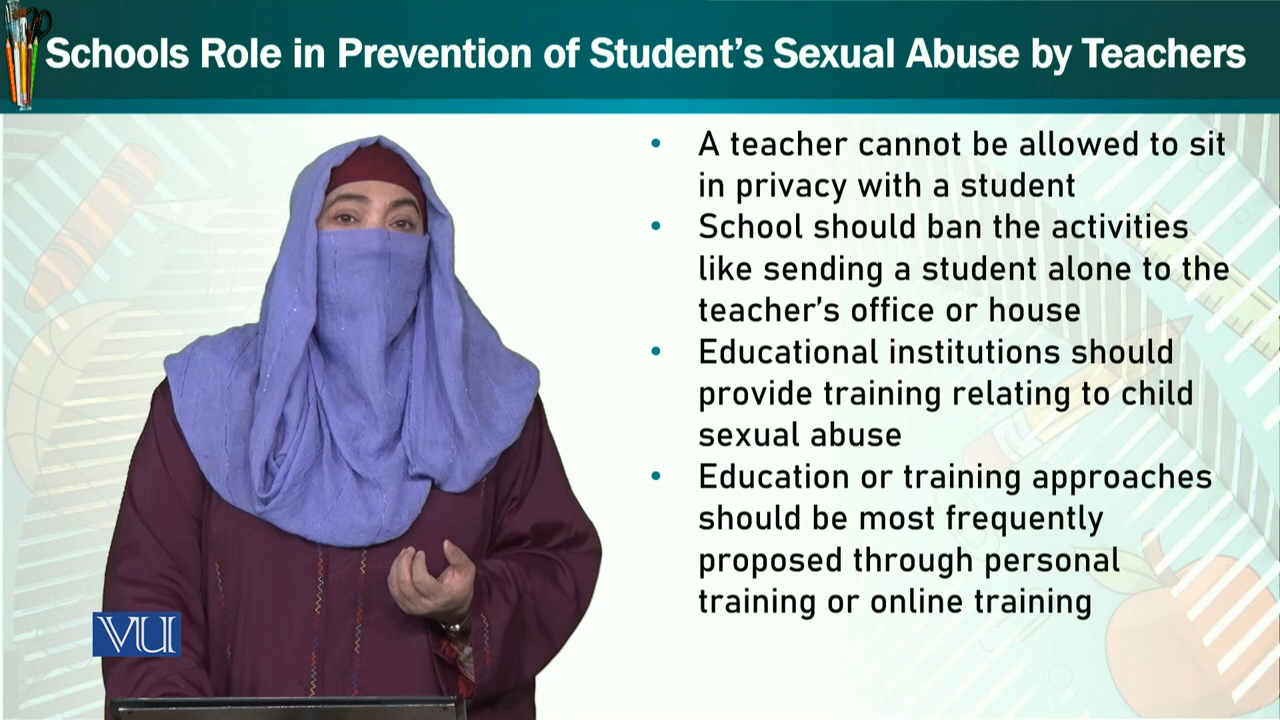 Schools Role in Prevention of Student’s Sexual Abuse by Teachers
• A teacher cannot be allowed to sit
in privacy with a student
• School should ban the activities
like sending a student alone to the
teacher’s office or house
• Educational institutions should
provide training relating to child
sexual abuse
• Education or training approaches
should be most frequently
proposed through personal
training or online training
VU